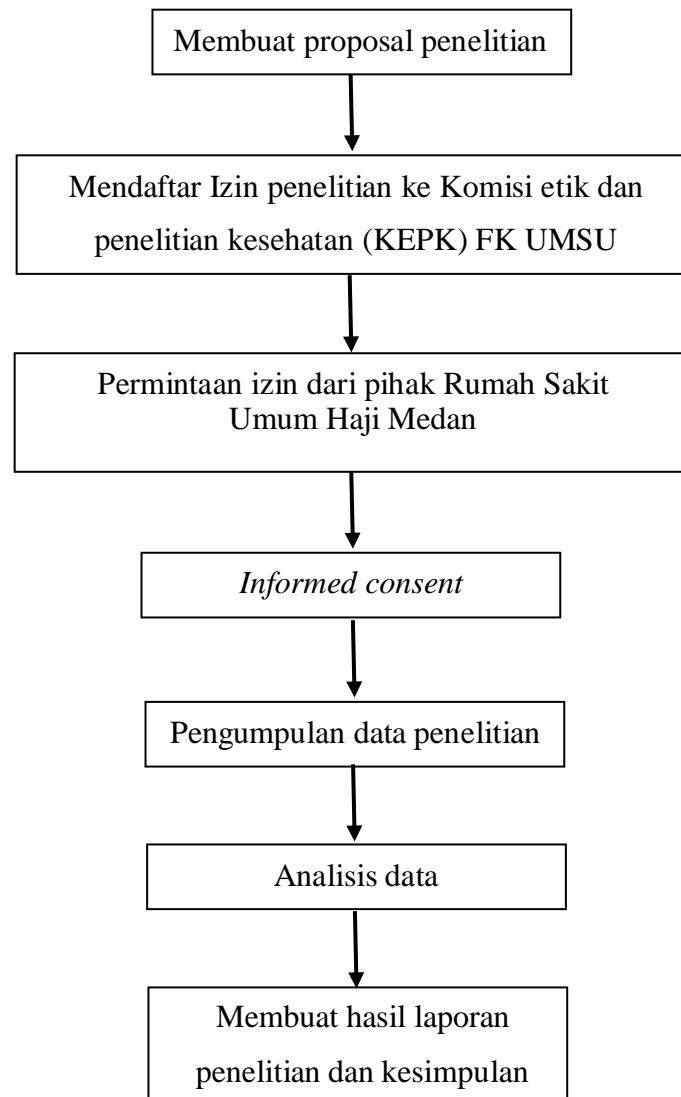 Membuat proposal penelitian
Mendaftar Izin penelitian ke Komisi etik dan
penelitian kesehatan (KEPK) FK UMSU
Permintaan izin dari pihak Rumah Sakit
Umum Haji Medan
Informed consent
Pengumpulan data penelitian
Analisis data
Membuat hasil laporan
penelitian dan kesimpulan